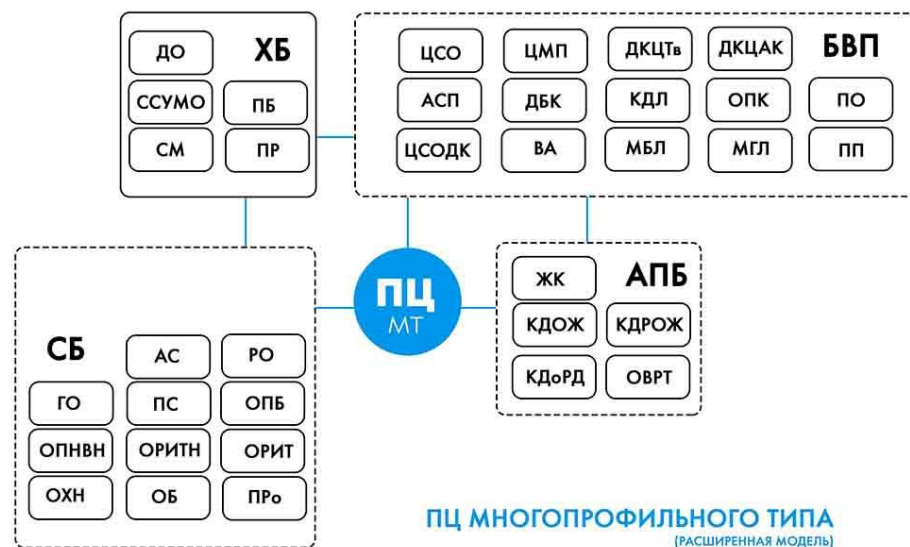 ДО
ХБ
ССУМО
ПБ
СМ
ПР
ЦСО
ЦМП
ДКЦТв
ДКЦАК
БВП
АСП
ДБК
КДЛ
ОПК
ПО
ЦСОДК
ВА
МБЛ
МГЛ
ПП
ПЦ
МТ
ЖК
АПБ
КДОЖ
КДРОЖ
КДоРД
ОВРТ
СБ
АС
РО
ГО
ПС
ОПБ
ОПНВН
ОРИТН
ОРИТ
ОХН
ОБ
ПРо
ПЦ МНОГОПРОФИЛЬНОГО ТИПА
(РАСШИРЕННАЯ МОДЕЛЬ)